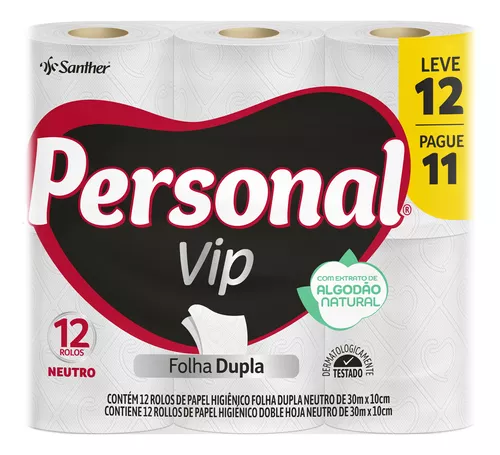 Santher
LEVE
12
PAGUE
11
Personal®
Vip
COM EXTRATO DE
ALGODÃO
NATURAL
12
ROLOS
NEUTRO
Folha Dupla
DERMATOLOGICAMENTE
TESTADO
CONTÉM 12 ROLOS DE PAPEL HIGIÊNICO FOLHA DUPLA NEUTRO DE 30m X 10cm
CONTIENE 12 ROLLOS DE PAPEL HIGIÉNICO DOBLE HOJA NEUTRO DE 30m X 10cm